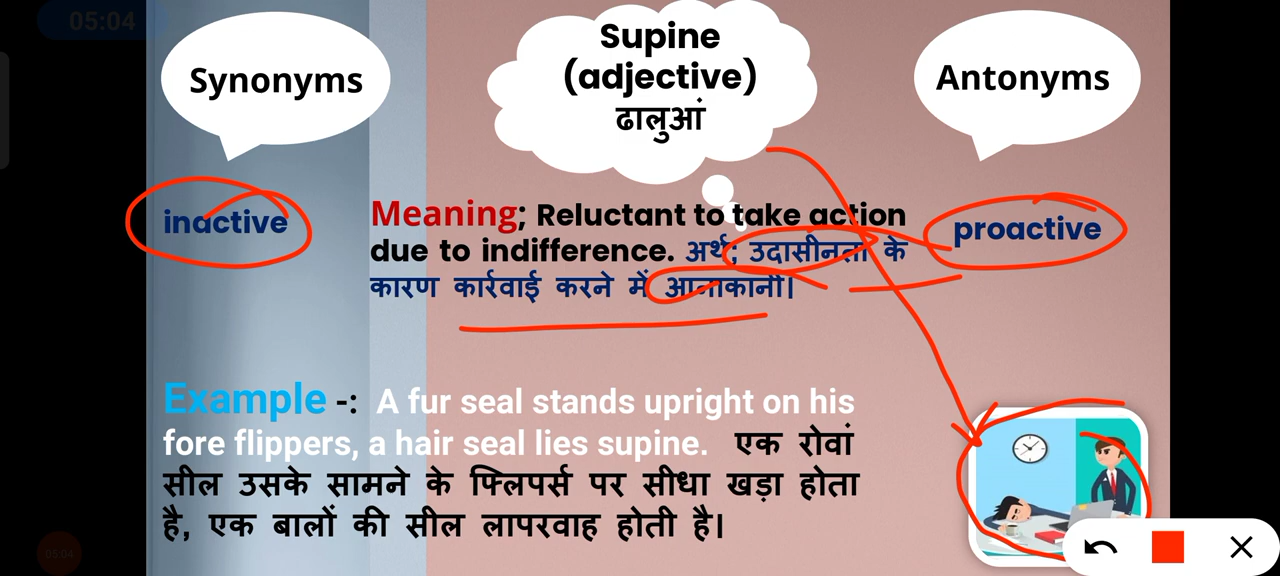 05:04
Synonyms
Supine
(adjective)
ढालुआं
Antonyms
inactive
Meaning; Reluctant to take action
due to indifference. अर्थ; उदासीनता के
कारण कार्रवाई करने में आनाकानी।
proactive
Example -: A fur seal stands upright on his
fore flippers, a hair seal lies supine. एक रोवां
सील उसके सामने के फ्लिपर्स पर सीधा खड़ा होता
है, एक बालों की सील लापरवाह होती है।
05:04